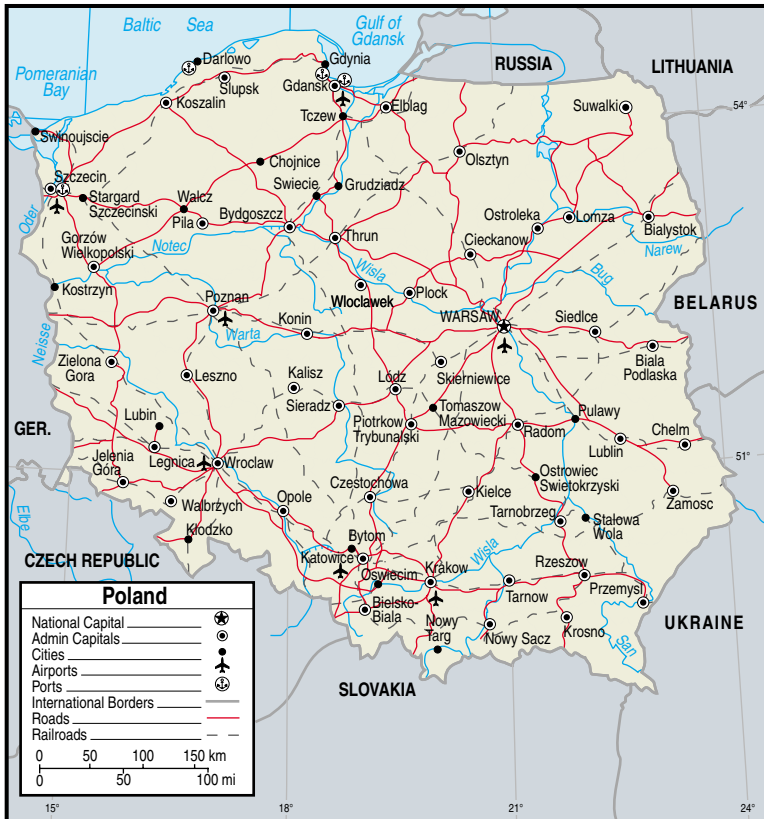 Baltic Sea
Gulf of
Gdansk
Pomeranian
Bay
RUSSIA
LITHUANIA
54°
Darlowo
Gdynia
Slupsk
Gdansk
Koszalin
Elblag
Suwalki
Tczew
Swinoujscie
Chojnice
Olsztyn
Szczecin
Swiecie
Grudziadz
Stargard
Szczecinski
Walcz
Pila
Bydgoszcz
Ostroleka
Lomza
Bialystok
Oder
Gorzów
Wielkopolski
Notec
Thrun
Cieckanow
Narew
Wisla
Bug
Kostrzyn
Wloclawek
Plock
BELARUS
Poznan
Konin
WARSAW
Siedlce
Warta
Neisse
Zielona
Gora
Leszno
Kalisz
Lódz
Skierniewice
Biala
Podlaska
Sieradz
Lubin
Piotrkow
Trybunalski
Tomaszow
Mazowiecki
Pulawy
Radom
Chelm
Lublin
GER.
51°
Jelenia
Góra
Legnica
Wroclaw
Czestochowa
Kielce
Ostrowiec
Swietokrzyski
Zamosc
Walbrzych
Opole
Tarnobrzeg
Stalowa
Wola
Elbe
Klodzko
Bytom
Katowice
Wisla
CZECH REPUBLIC
Oswiecim
Krakow
Rzeszow
Przemysl
Tarnow
Bielsko-
Biala
Nowy
Targ
Nowy Sacz
Krosno
San
UKRAINE
SLOVAKIA
Poland
National Capital
Admin Capitals
Cities
Airports
Ports
International Borders
Roads
Railroads
0 50 100 150 km
0 50 100 mi
15° 18° 21° 24°